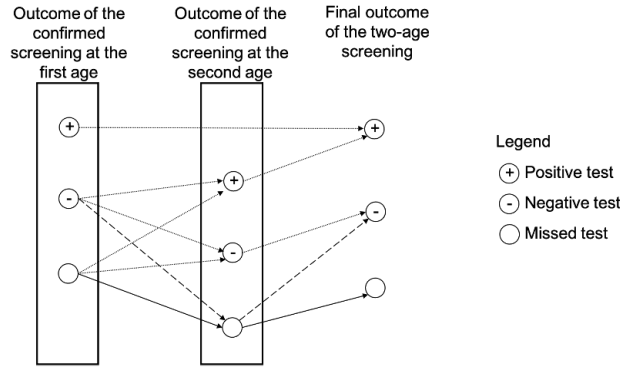 Outcome of the
confirmed
screening at the
first age
Outcome of the
confirmed
screening at the
second age
Final outcome
of the two-age
screening
+
+
+
-
-
-
Legend
+ Positive test
- Negative test
Missed test